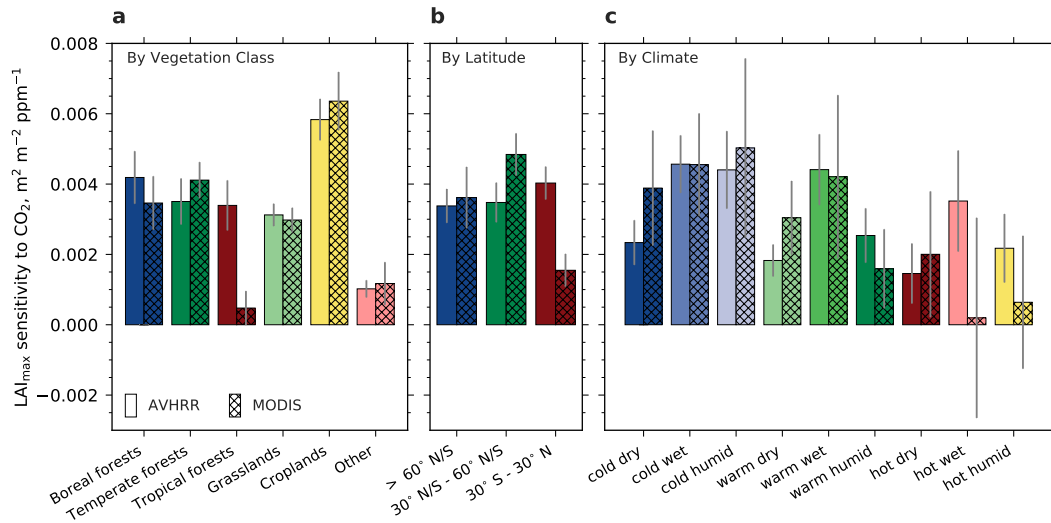 a
b
c
By Vegetation Class
By Latitude
By Climate
LAImax sensitivity to CO2, m² m⁻² ppm⁻¹
0.008
0.006
0.004
0.002
0.000
−0.002
AVHRR
MODIS
Boreal forests
Temperate forests
Tropical forests
Grasslands
Croplands
Other
> 60° N/S
30° N/S - 60° N/S
30° S - 30° N
cold dry
cold wet
cold humid
warm dry
warm wet
warm humid
hot dry
hot wet
hot humid